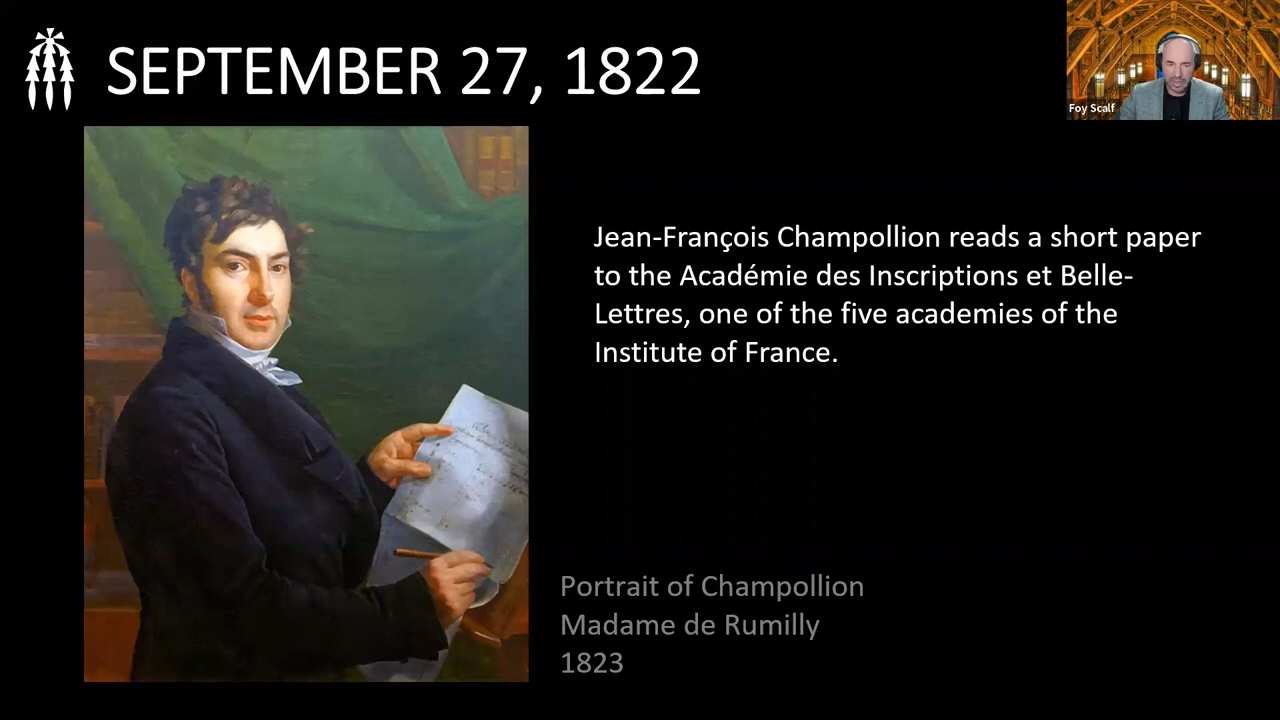 SEPTEMBER 27, 1822
Foy Scalf
Jean-François Champollion reads a short paper
to the Académie des Inscriptions et Belle-
Lettres, one of the five academies of the
Institute of France.
Portrait of Champollion
Madame de Rumilly
1823